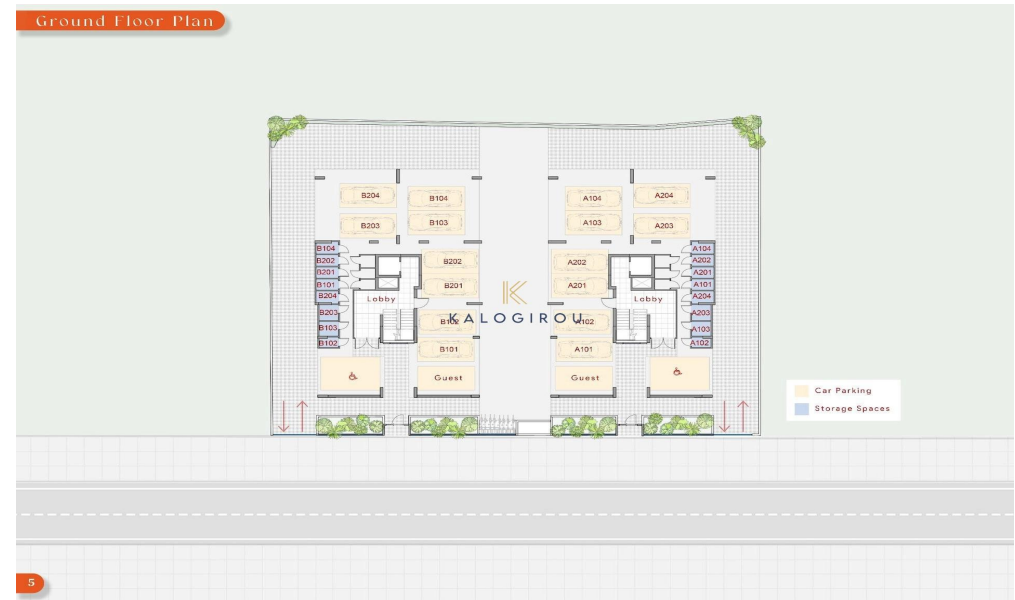 Ground Floor Plan
B204
B104
A104
A204
B203
B103
A103
A203
B104
B202
B201
B101
B204
B203
B103
B102
B202
B201
B102
B101
Guest
Lobby
KALOGIROU
A202
A201
A102
A101
Guest
Lobby
A104
A202
A201
A101
A204
A203
A103
A102
Car Parking
Storage Spaces
5